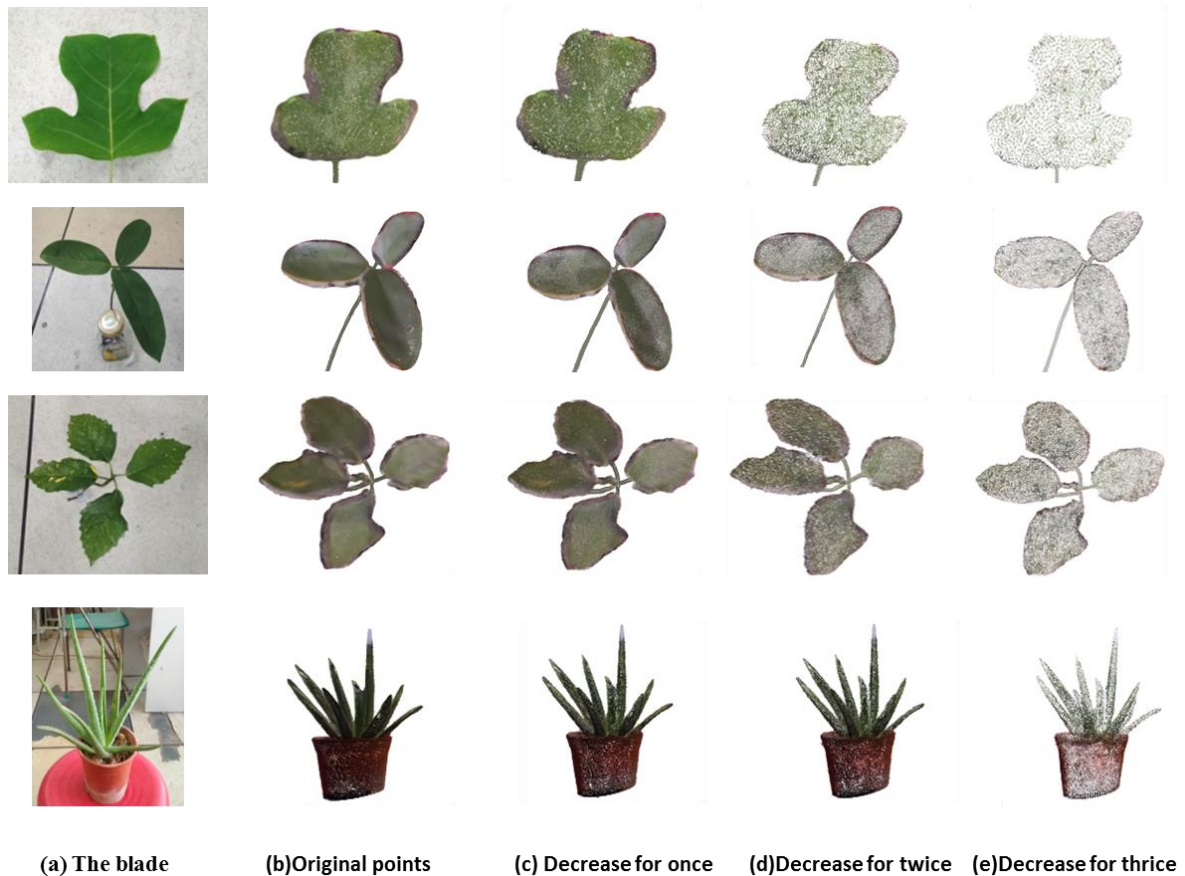 (a) The blade
(b)Original points
(c) Decrease for once
(d)Decrease for twice
(e)Decrease for thrice